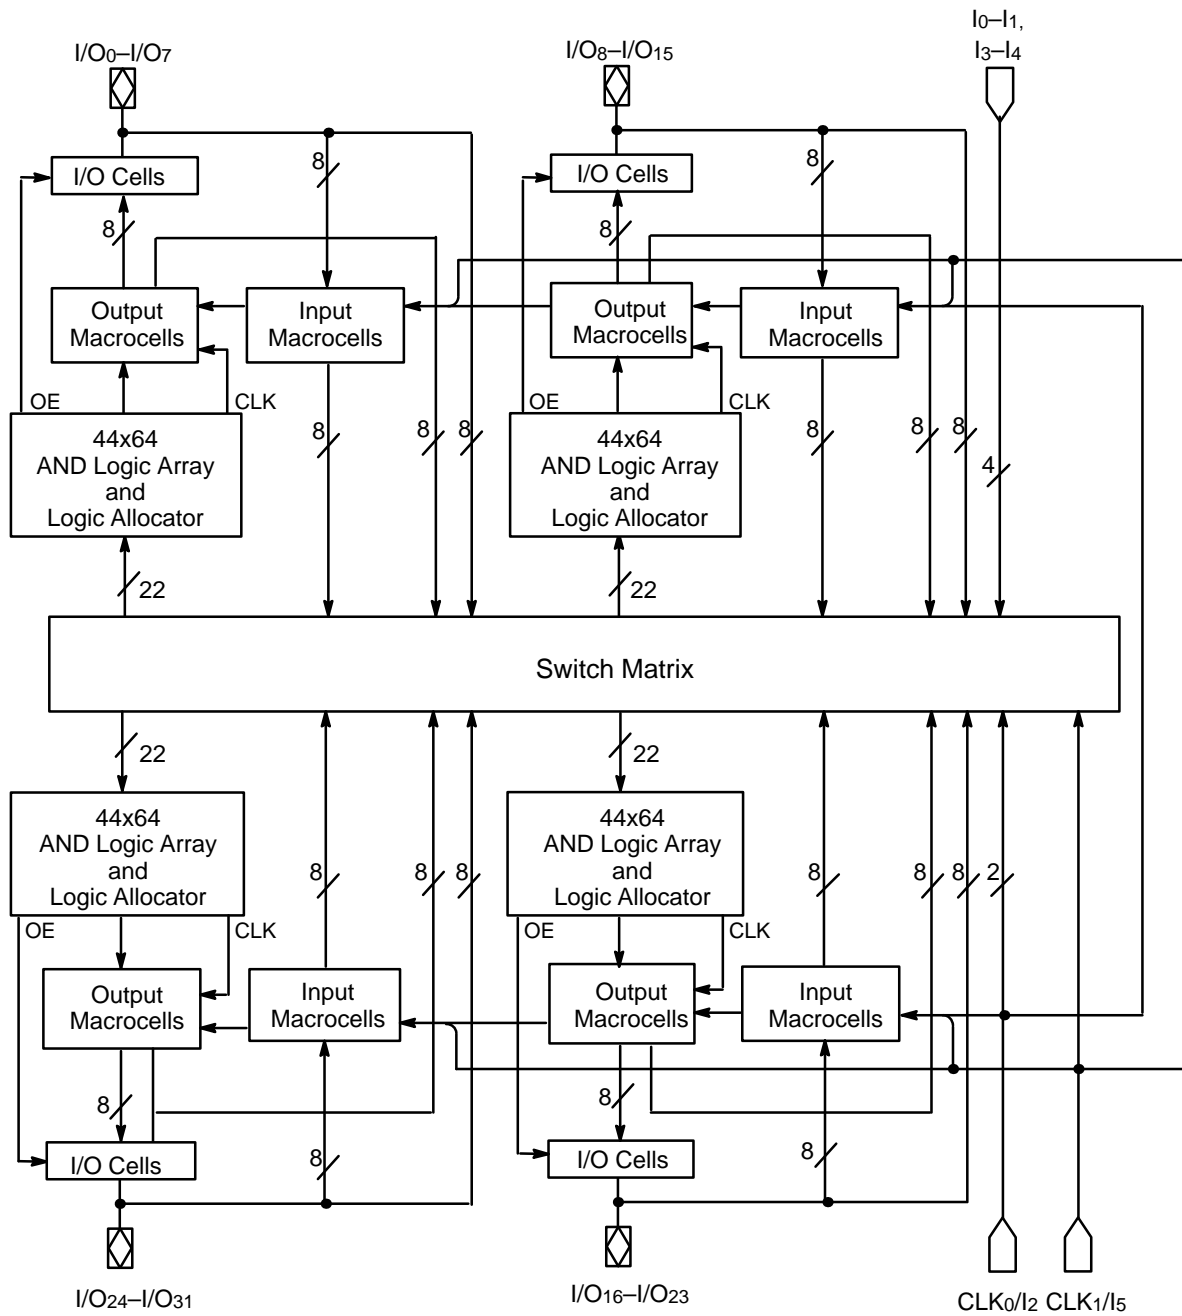 I/O0–I/O7
I/O8–I/O15
I0–I1,
I3–I4
I/O Cells
8
8
I/O Cells
8
8
Output
Macrocells
Input
Macrocells
Output
Macrocells
Input
Macrocells
OE
CLK
OE
CLK
44x64
AND Logic Array
and
Logic Allocator
8
8
8
44x64
AND Logic Array
and
Logic Allocator
8
8
8
4
22
22
Switch Matrix
22
22
44x64
AND Logic Array
and
Logic Allocator
8
8
8
44x64
AND Logic Array
and
Logic Allocator
8
8
8
2
OE
CLK
OE
CLK
Output
Macrocells
Input
Macrocells
Output
Macrocells
Input
Macrocells
8
8
I/O Cells
8
8
I/O Cells
I/O24–I/O31
I/O16–I/O23
CLK0/I2
CLK1/I5